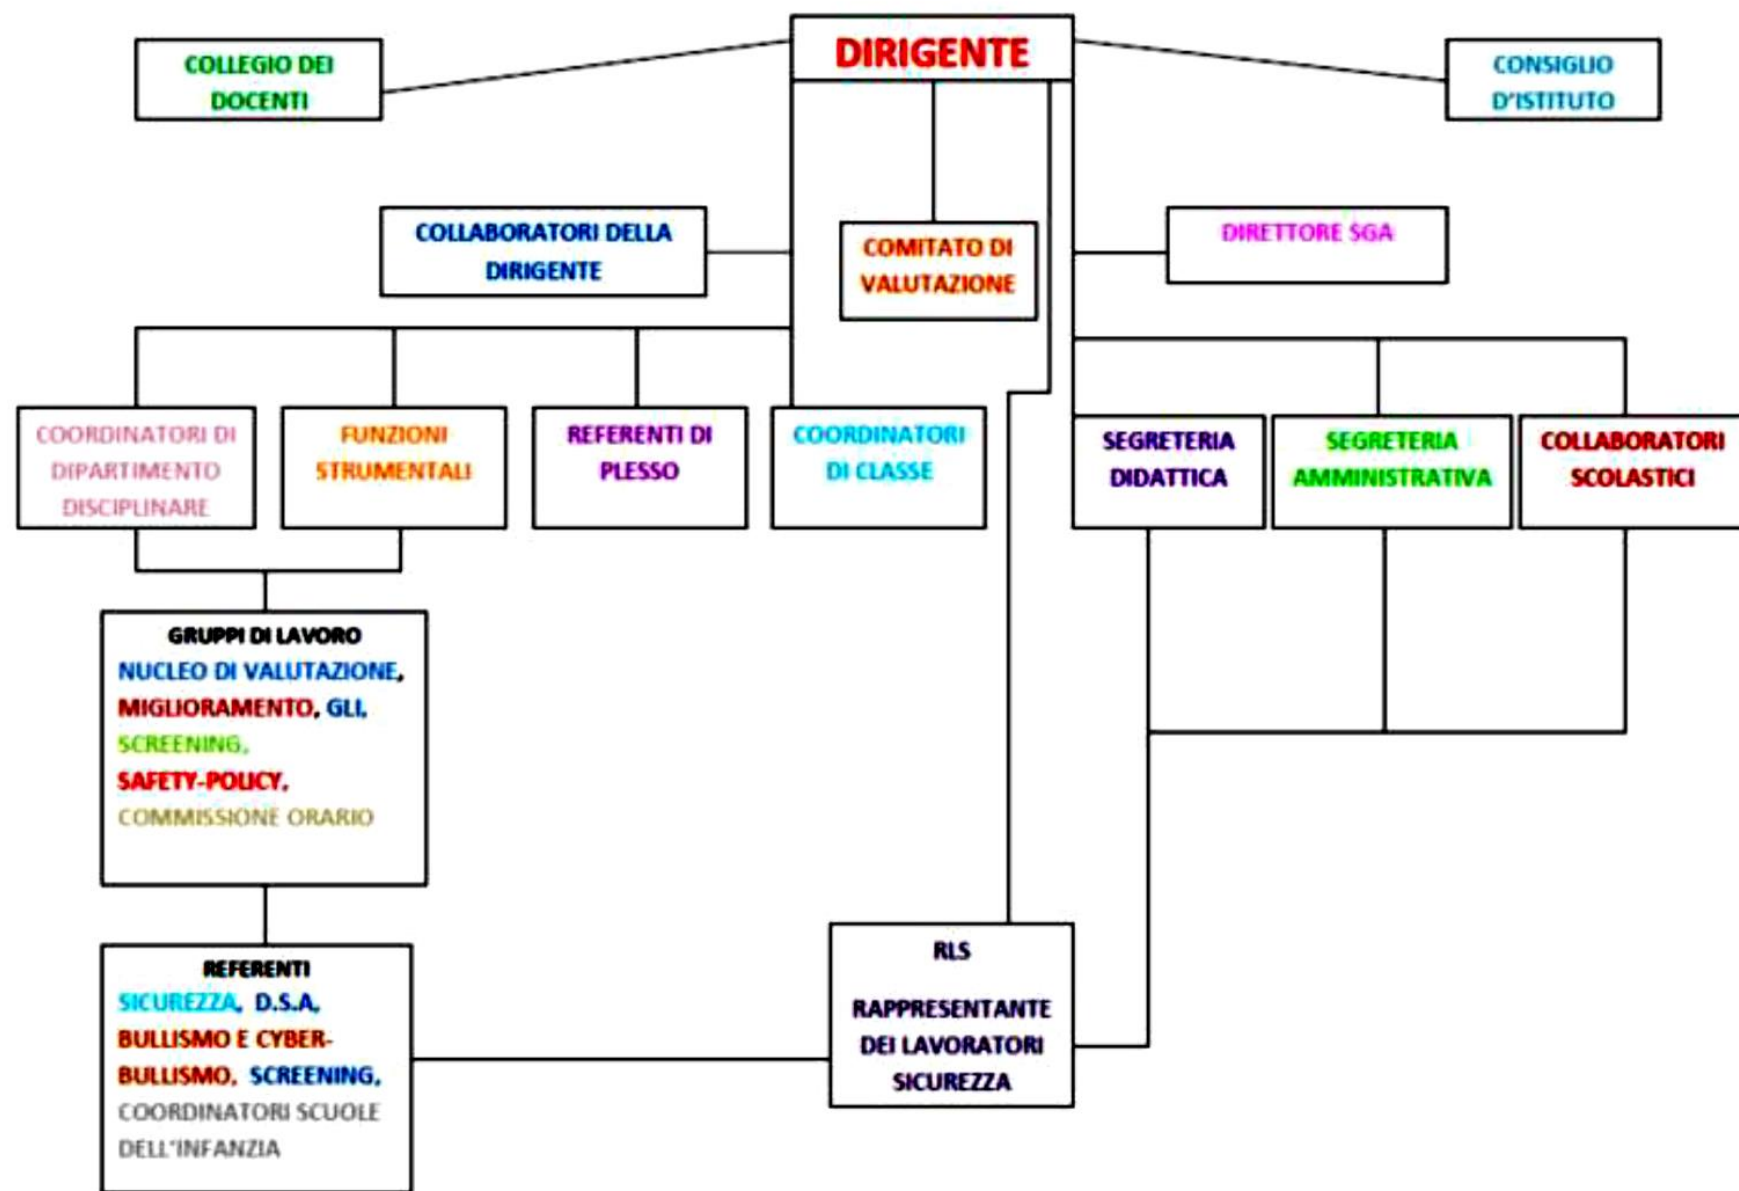 DIRIGENTE
COLLEGIO DEI
DOCENTI
CONSIGLIO
D'ISTITUTO
COLLABORATORI DELLA
DIRIGENTE
COMITATO DI
VALUTAZIONE
DIRETTORE SGA
COORDINATORI DI
DIPARTIMENTO
DISCIPLINARE
FUNZIONI
STRUMENTALI
REFERENTI DI
PLESSO
COORDINATORI
DI CLASSE
SEGRETERIA
DIDATTICA
SEGRETERIA
AMMINISTRATIVA
COLLABORATORI
SCOLASTICI
GRUPPI DI LAVORO
NUCLEO DI VALUTAZIONE,
MIGLIORAMENTO, GLI,
SCREENING,
SAFETY-POLICY,
COMMISSIONE ORARIO
REFERENTI
SICUREZZA, D.S.A,
BULLISMO E CYBER-
BULLISMO, SCREENING,
COORDINATORI SCUOLE
DELL'INFANZIA
RLS
RAPPRESENTANTE
DEI LAVORATORI
SICUREZZA